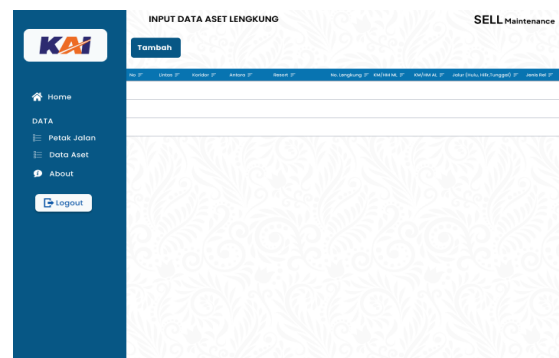 INPUT DATA ASET LENGKUNG
SELL Maintenance
KAI
Tambah
No. Lintas Koridor Antara Resort No. Lengkung KM/HM ML KM/HM AL Jalur (Hulu, Hilir,Tunggal) Jenis Rel
Home
DATA
Petak Jalan
Data Aset
About
Logout